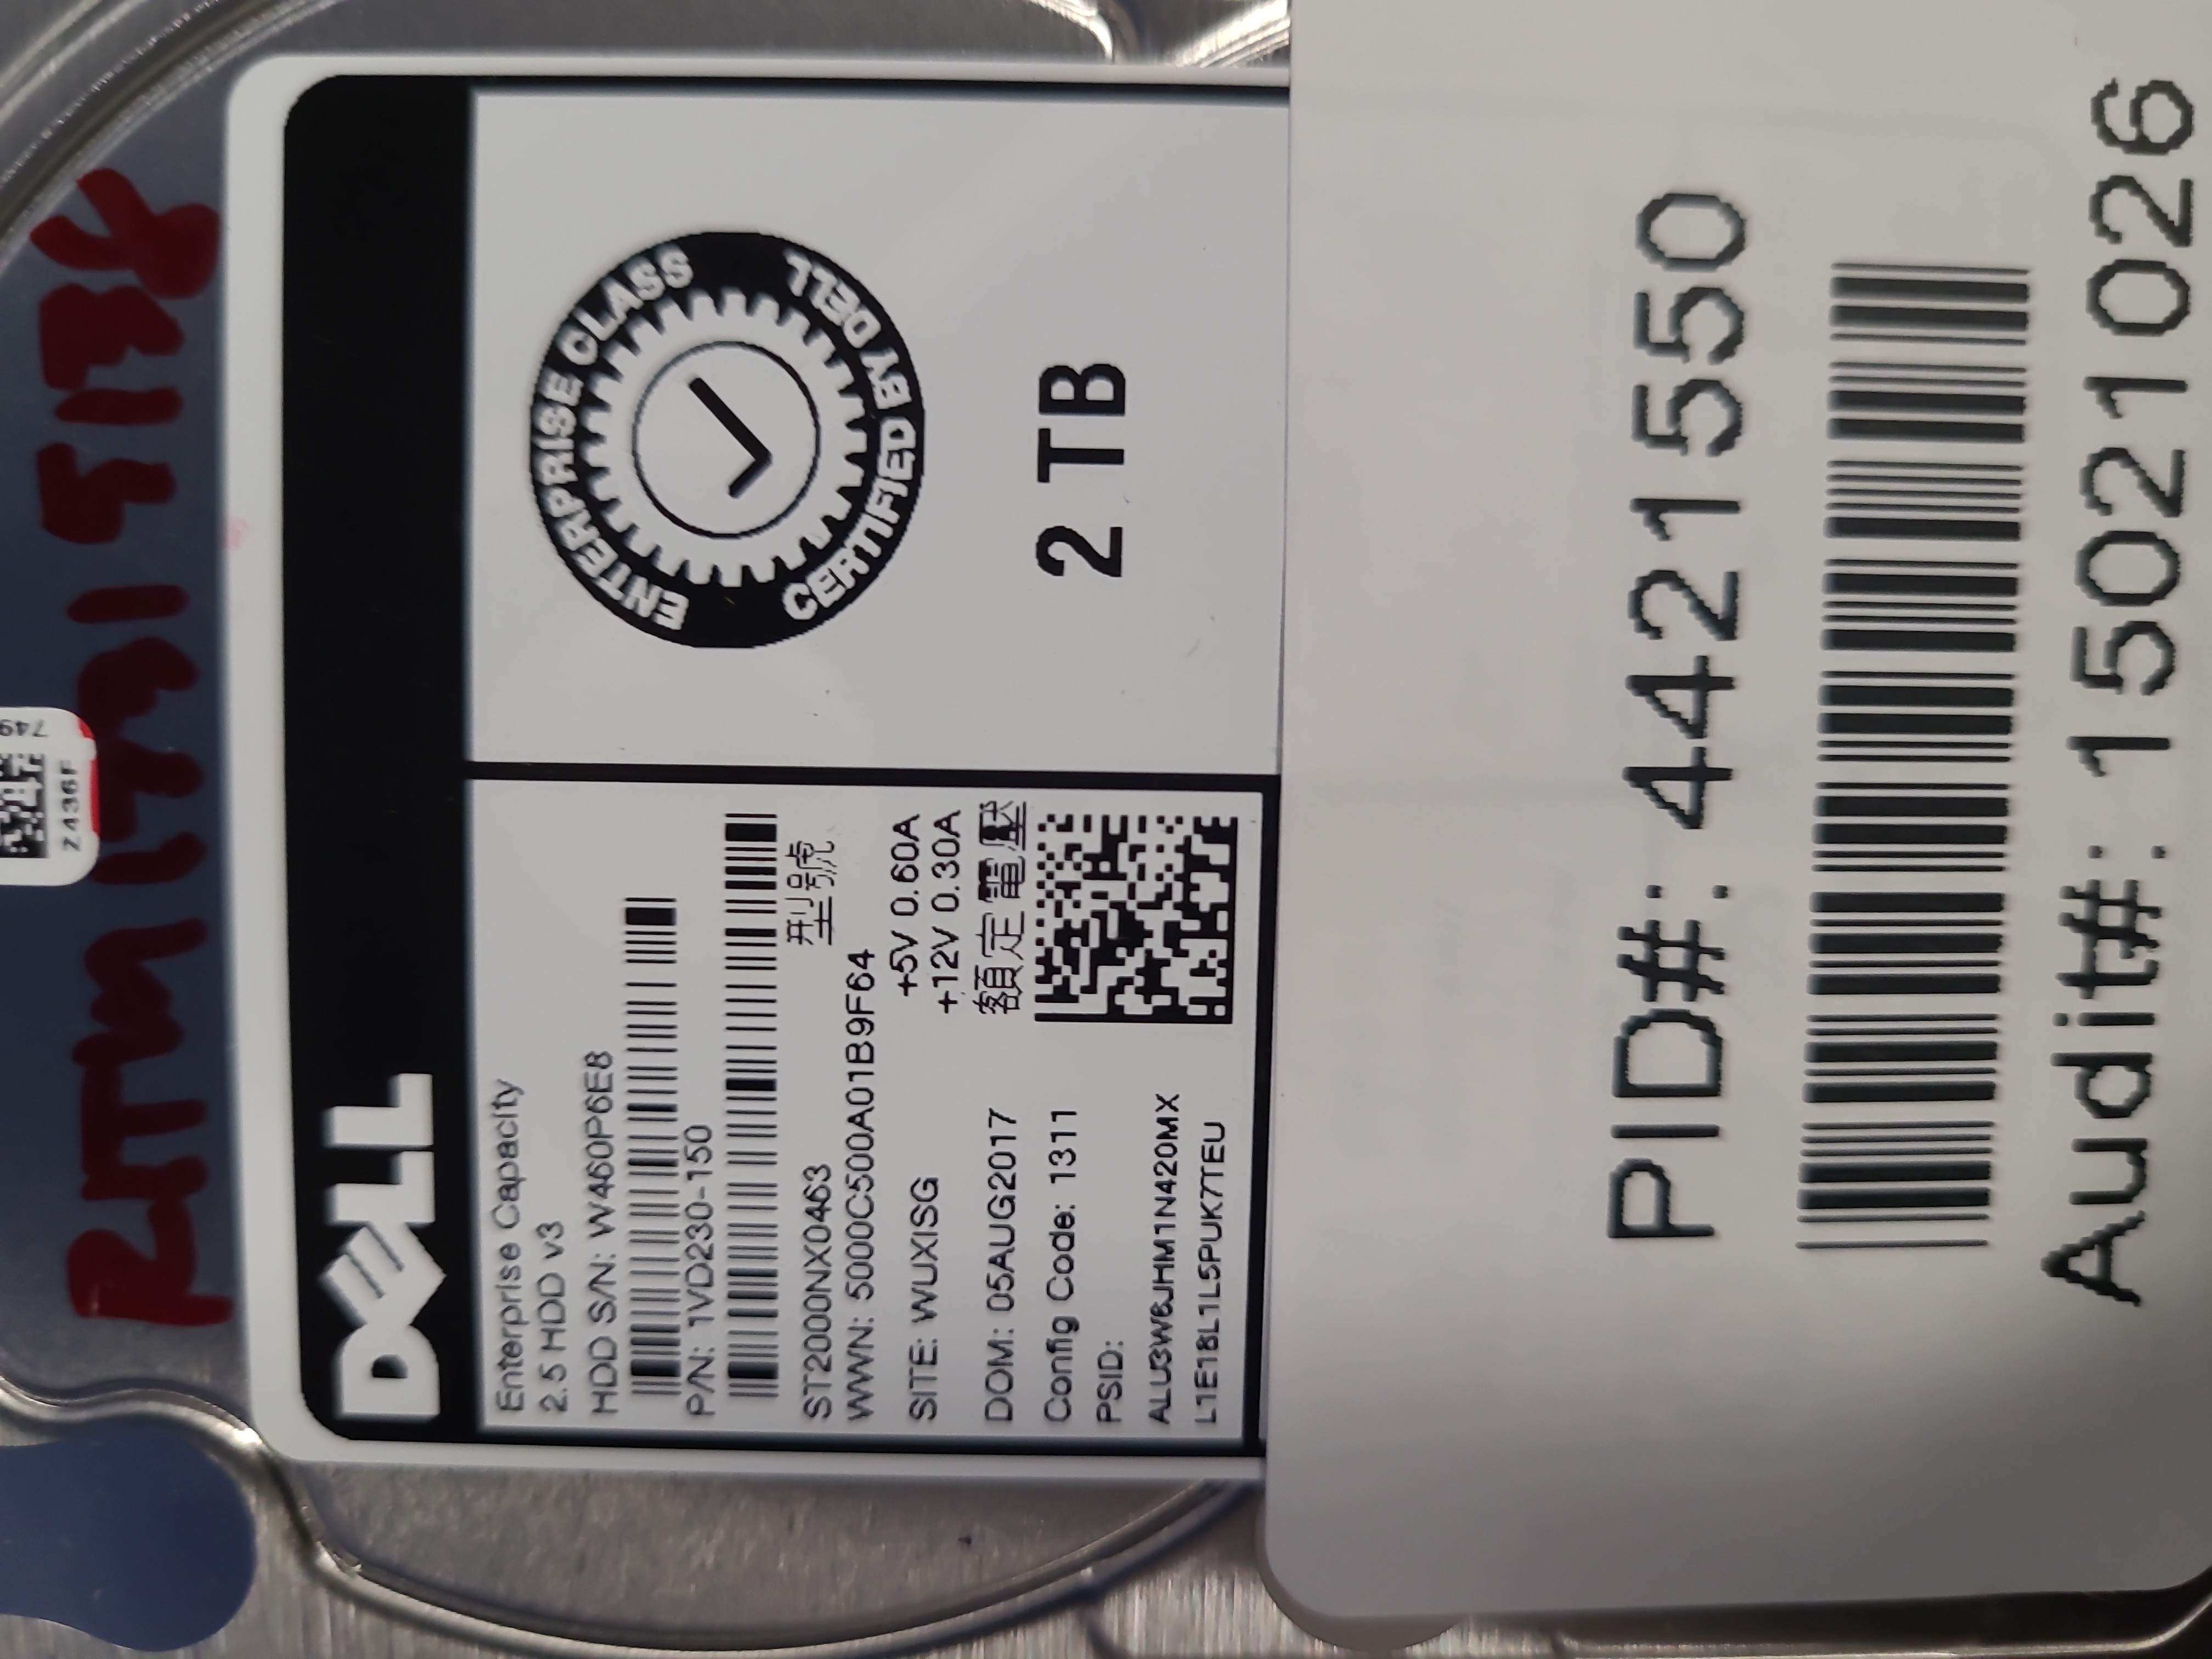 749
Z436F
RITM17315138
DELL
Enterprise Capacity
2.5 HDD v3
HDD S/N: W460P6E8
P/N: 1VD230-150
ST2000NX0463 型號
WWN: 5000C500A01B9F64
+5V 0.60A
SITE: WUXISG
+12V 0.30A
DOM: 05AUG2017
額定電壓
Config Code: 1311
PSID:
ALU3W6JHM1N420MX
L1E18L1L5PUK7TEU
ENTERPRISE CLASS
CERTIFIED BY DELL
2 TB
PID#: 4421550
Audit#: 15021026